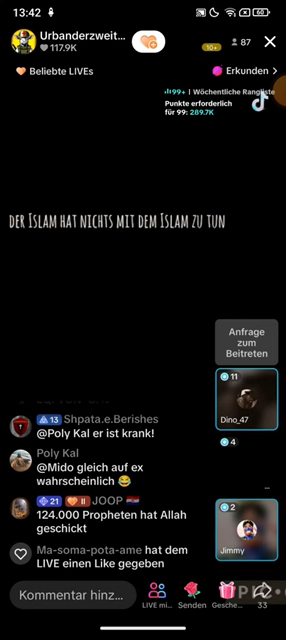 13:42
60
Urbanderzweit...
117.9K
10+
87
Beliebte LIVEs
Erkunden >
99+ | Wöchentliche Rangliste
Punkte erforderlich
für 99: 289.7K
der Islam hat nichts mit dem Islam zu tun
Anfrage
zum
Beitreten
11
Dino_47
13 Shpata.e.Berishes
@Poly Kal er ist krank!
4
Poly Kal
@Mido gleich auf ex
wahrscheinlich 😂
21 II JOOP
124.000 Propheten hat Allah
geschickt
2
Jimmy
Ma-soma-pota-ame hat dem
LIVE einen Like gegeben
Kommentar hinz...
LIVE mi...
Senden
Gesche...
33